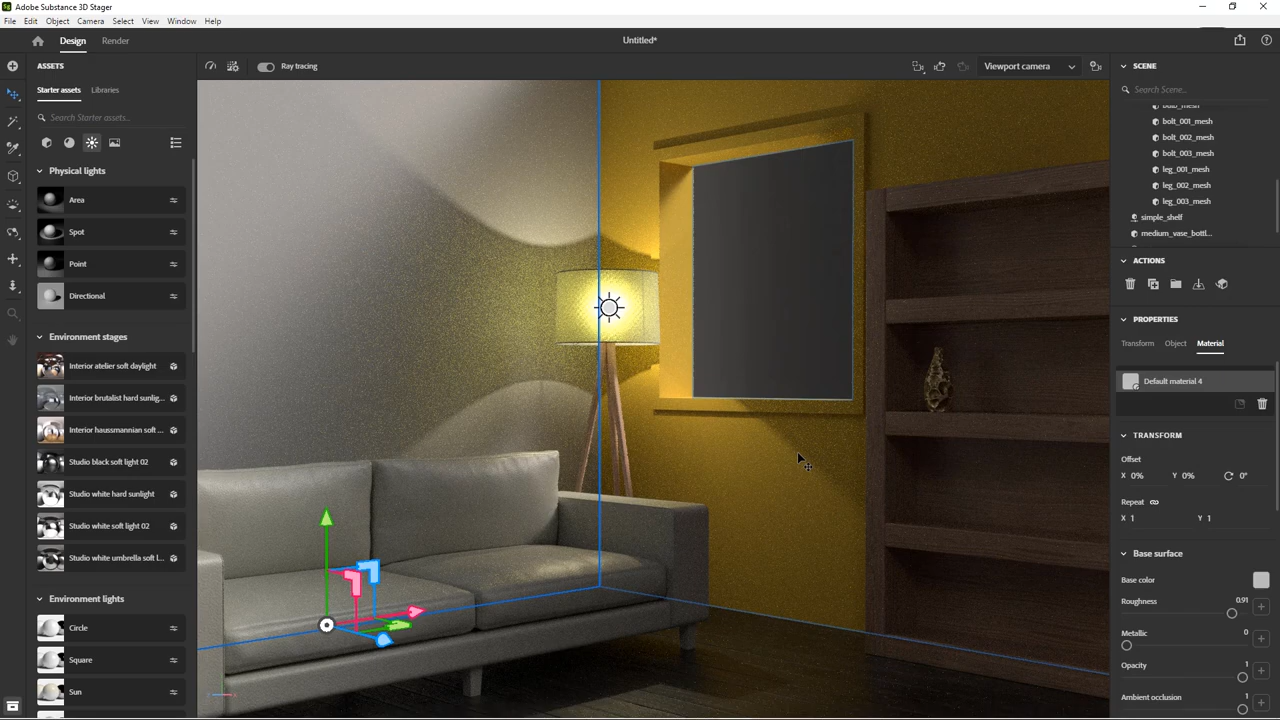 Sg Adobe Substance 3D Stager
File Edit Object Camera Select View Window Help
Design Render Untitled*
ASSETS
Starter assets Libraries
Search Starter assets...
Physical lights
Area
Spot
Point
Directional
Environment stages
Interior atelier soft daylight
Interior brutalist hard sunlig...
Interior haussmannian soft ...
Studio black soft light 02
Studio white hard sunlight
Studio white soft light 02
Studio white umbrella soft l...
Environment lights
Circle
Square
Sun
Ray tracing
Viewport camera
SCENE
Search Scene...
bolt_001_mesh
bolt_002_mesh
bolt_003_mesh
leg_001_mesh
leg_002_mesh
leg_003_mesh
simple_shelf
medium_vase_bottl...
ACTIONS
PROPERTIES
Transform Object Material
Default material 4
TRANSFORM
Offset
X 0% Y 0% 0°
Repeat
X 1 Y 1
Base surface
Base color
Roughness 0.91
Metallic 0
Opacity 1
Ambient occlusion 1